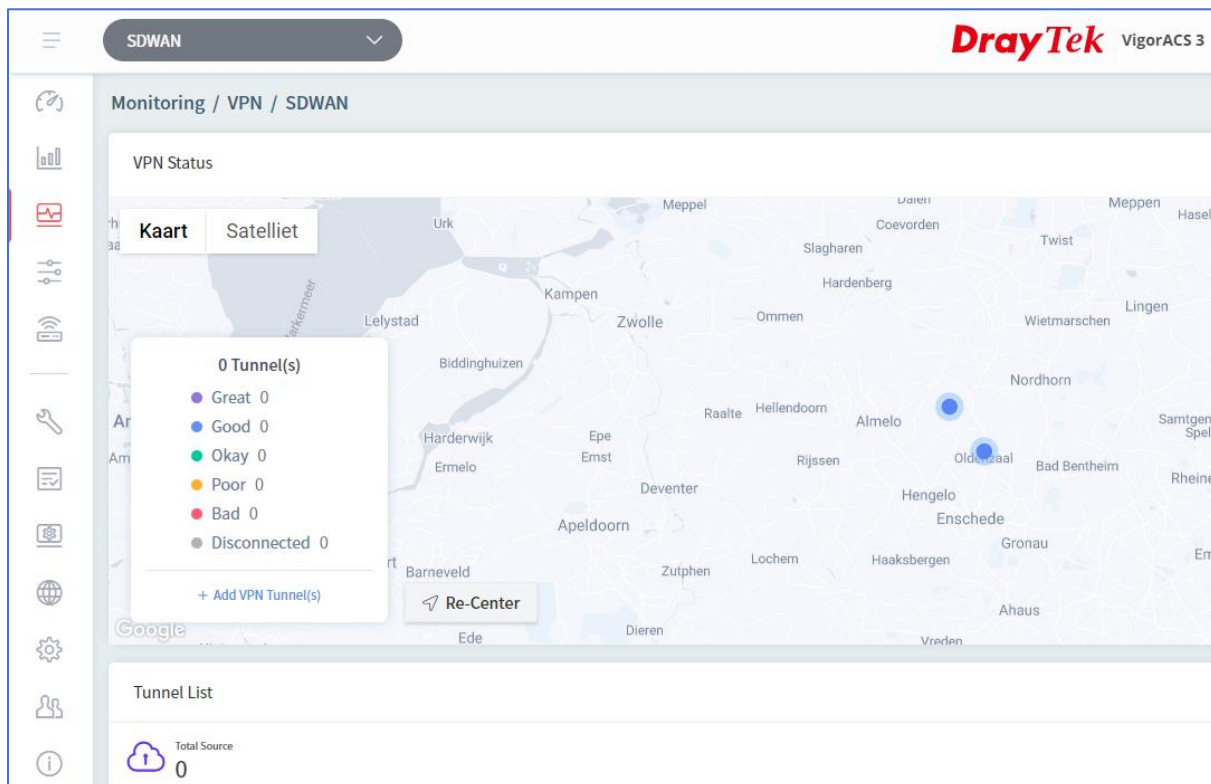 SDWAN
DrayTek VigorACS 3
Monitoring / VPN / SDWAN
VPN Status
Kaart Satelliet
Urk
Meppel
Coevorden
Meppen
Slagharen
Twist
Hardenberg
Kampen
Lingen
Lelystad
Zwolle
Ommen
Wietmarschen
Biddinghuizen
Nordhorn
Raalte
Hellendoorn
Almelo
Harderwijk
Epe
Ermelo
Emst
Rijssen
Bad Bentheim
Deventer
Hengelo
Enschede
Apeldoorn
Gronau
Lochem
Haaksbergen
Zutphen
Barneveld
Ahaus
Dieren
Ede
Vreden
0 Tunnel(s)
Great 0
Good 0
Okay 0
Poor 0
Bad 0
Disconnected 0
+ Add VPN Tunnel(s)
Re-Center
Google
Tunnel List
Total Source
0